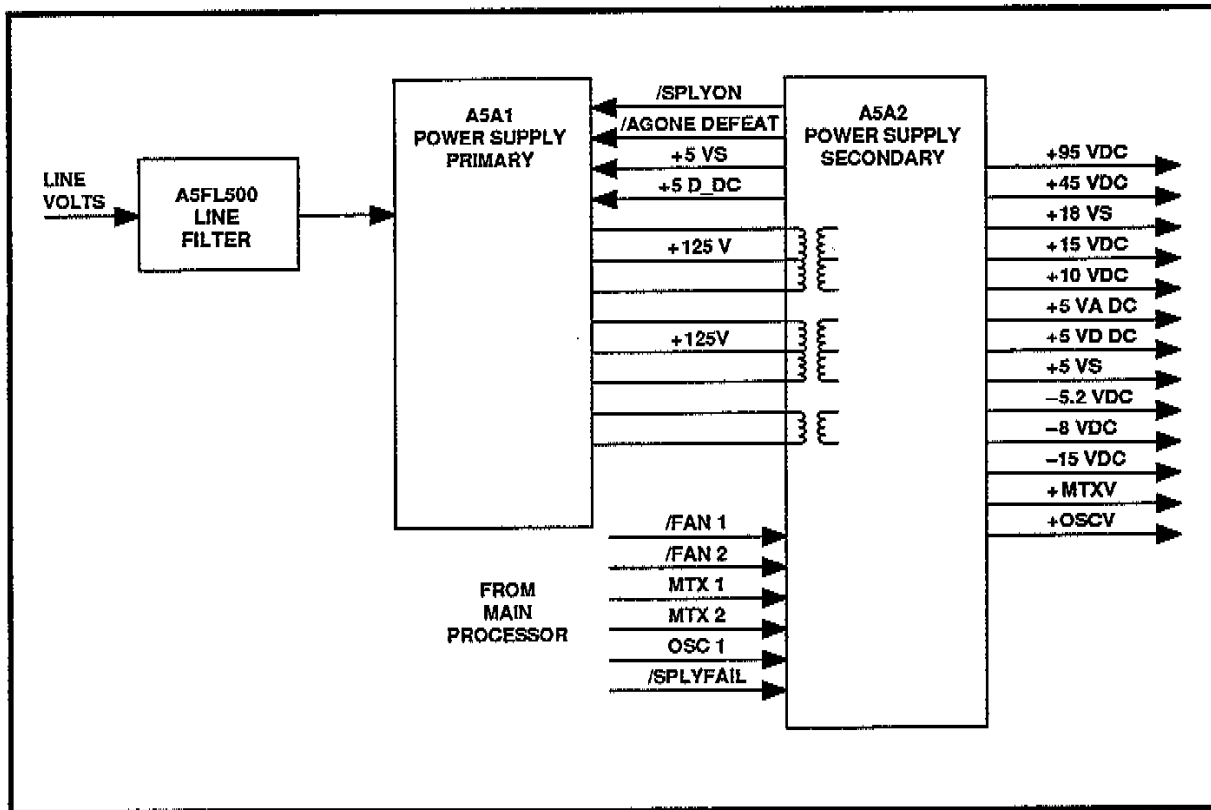 LINE
VOLTS
A5FL500
LINE
FILTER
A5A1
POWER SUPPLY
PRIMARY
/SPLYON
/AGONE DEFEAT
+5 VS
+5 D_DC
+125 V
+125V
A5A2
POWER SUPPLY
SECONDARY
+95 VDC
+45 VDC
+18 VS
+15 VDC
+10 VDC
+5 VA DC
+5 VD DC
+5 VS
–5.2 VDC
–8 VDC
–15 VDC
+MTXV
+OSCV
FROM
MAIN
PROCESSOR
/FAN 1
/FAN 2
MTX 1
MTX 2
OSC 1
/SPLYFAIL